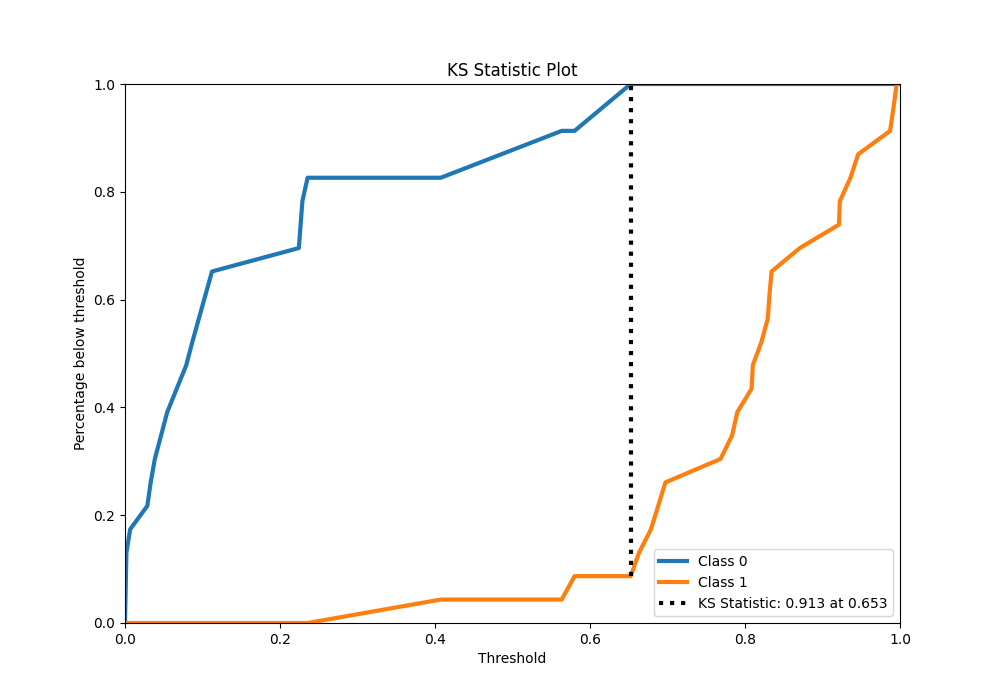 KS Statistic Plot
1.0
0.8
0.6
0.4
0.2
0.0
Percentage below threshold
0.0 0.2 0.4 0.6 0.8 1.0
Threshold
Class 0
Class 1
KS Statistic: 0.913 at 0.653